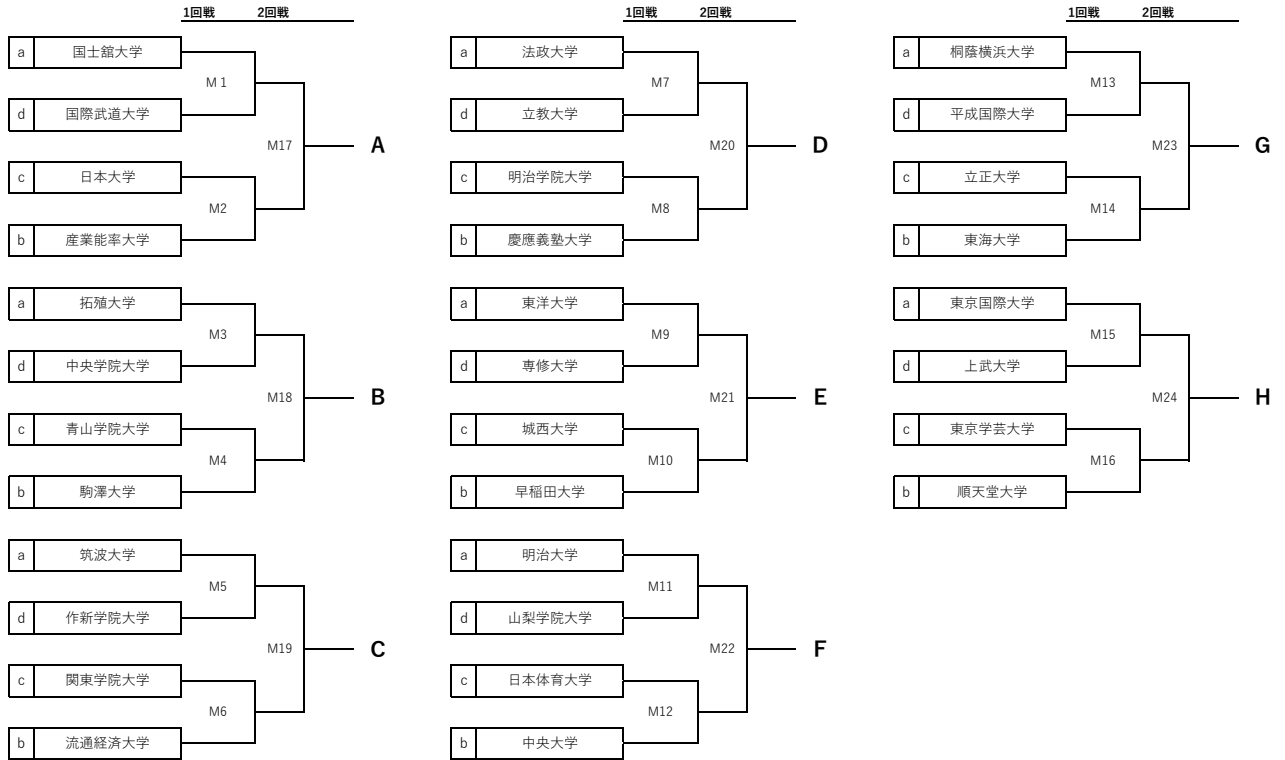 1回戦 2回戦
a 国士舘大学
M 1
d 国際武道大学
M17 A
c 日本大学
M2
b 産業能率大学
a 拓殖大学
M3
d 中央学院大学
M18 B
c 青山学院大学
M4
b 駒澤大学
a 筑波大学
M5
d 作新学院大学
M19 C
c 関東学院大学
M6
b 流通経済大学
1回戦 2回戦
a 法政大学
M7
d 立教大学
M20 D
c 明治学院大学
M8
b 慶應義塾大学
a 東洋大学
M9
d 専修大学
M21 E
c 城西大学
M10
b 早稲田大学
a 明治大学
M11
d 山梨学院大学
M22 F
c 日本体育大学
M12
b 中央大学
1回戦 2回戦
a 桐蔭横浜大学
M13
d 平成国際大学
M23 G
c 立正大学
M14
b 東海大学
a 東京国際大学
M15
d 上武大学
M24 H
c 東京学芸大学
M16
b 順天堂大学